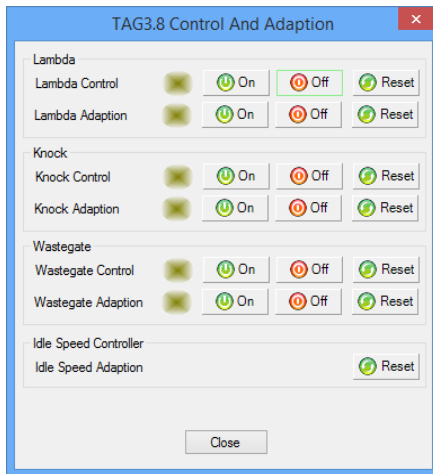 TAG3.8 Control And Adaption
Lambda
Lambda Control On Off Reset
Lambda Adaption On Off Reset
Knock
Knock Control On Off Reset
Knock Adaption On Off Reset
Wastegate
Wastegate Control On Off Reset
Wastegate Adaption On Off Reset
Idle Speed Controller
Idle Speed Adaption Reset
Close